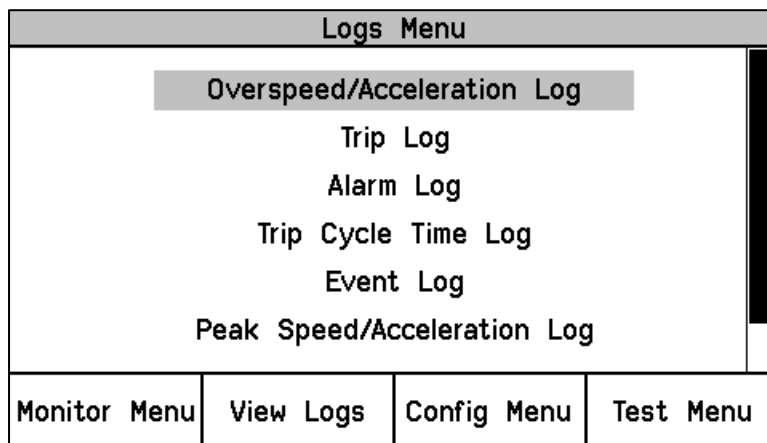 Logs Menu
Overspeed/Acceleration Log
Trip Log
Alarm Log
Trip Cycle Time Log
Event Log
Peak Speed/Acceleration Log
Monitor Menu View Logs Config Menu Test Menu